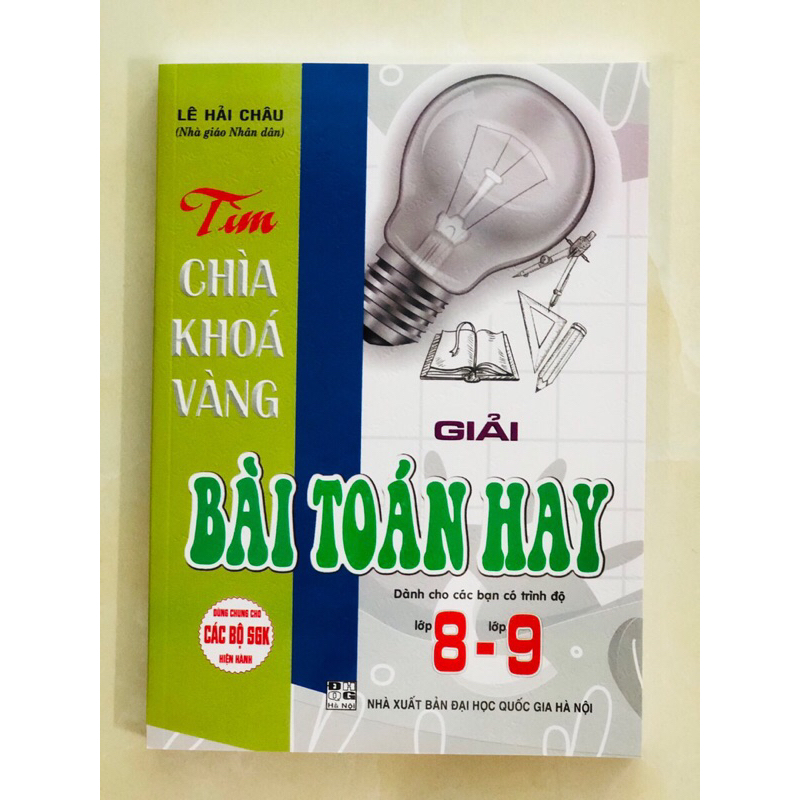 LÊ HẢI CHÂU
(Nhà giáo Nhân dân)
Tìm
CHÌA
KHOÁ
VÀNG
GIẢI
BÀI TOÁN HAY
Dành cho các bạn có trình độ
lớp 8 - lớp 9
DÙNG CHUNG CHO
CÁC BỘ SGK
HIỆN HÀNH
Hà Nội
NHÀ XUẤT BẢN ĐẠI HỌC QUỐC GIA HÀ NỘI